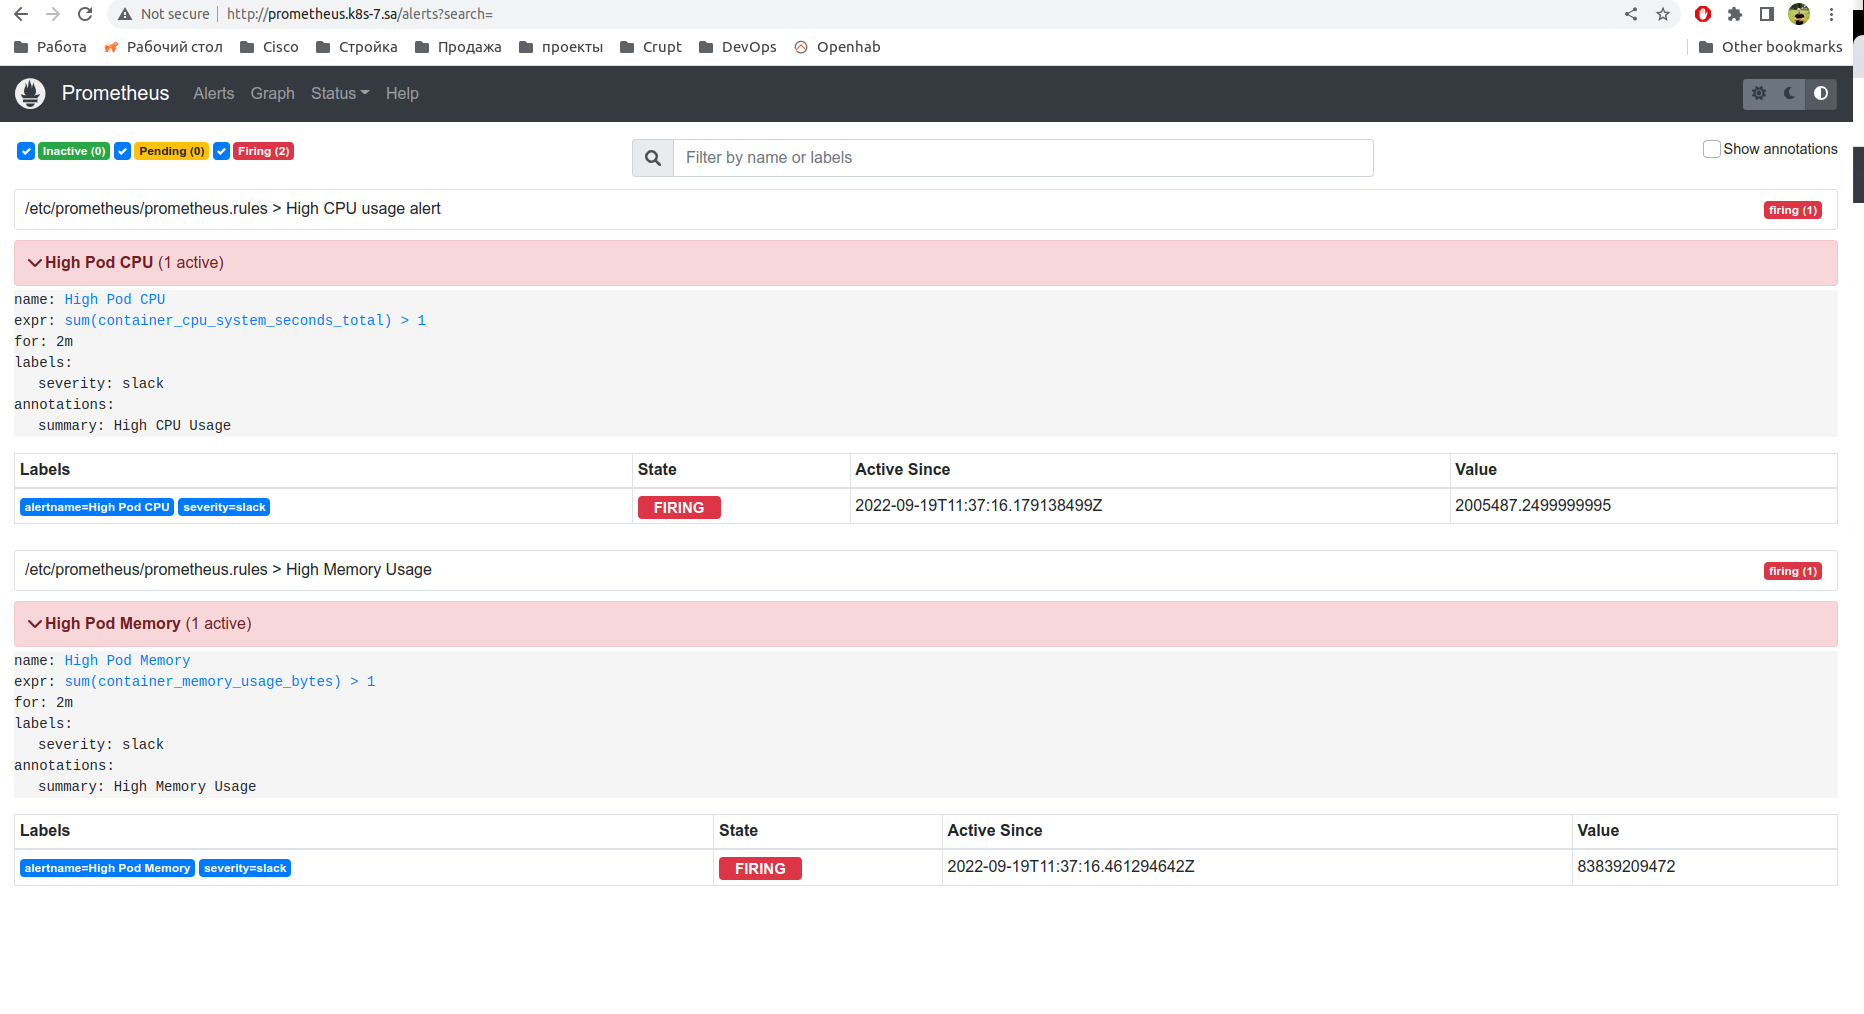 Not secure | http://prometheus.k8s-7.sa/alerts?search=
Работа Рабочий стол Cisco Стройка Продажа проекты Crupt DevOps Openhab Other bookmarks
Prometheus Alerts Graph Status Help
Inactive (0) Pending (0) Firing (2) Filter by name or labels Show annotations
/etc/prometheus/prometheus.rules > High CPU usage alert firing (1)
High Pod CPU (1 active)
name: High Pod CPU
expr: sum(container_cpu_system_seconds_total) > 1
for: 2m
labels:
severity: slack
annotations:
summary: High CPU Usage
Labels State Active Since Value
alertname=High Pod CPU severity=slack FIRING 2022-09-19T11:37:16.179138499Z 2005487.2499999995
/etc/prometheus/prometheus.rules > High Memory Usage firing (1)
High Pod Memory (1 active)
name: High Pod Memory
expr: sum(container_memory_usage_bytes) > 1
for: 2m
labels:
severity: slack
annotations:
summary: High Memory Usage
Labels State Active Since Value
alertname=High Pod Memory severity=slack FIRING 2022-09-19T11:37:16.461294642Z 83839209472